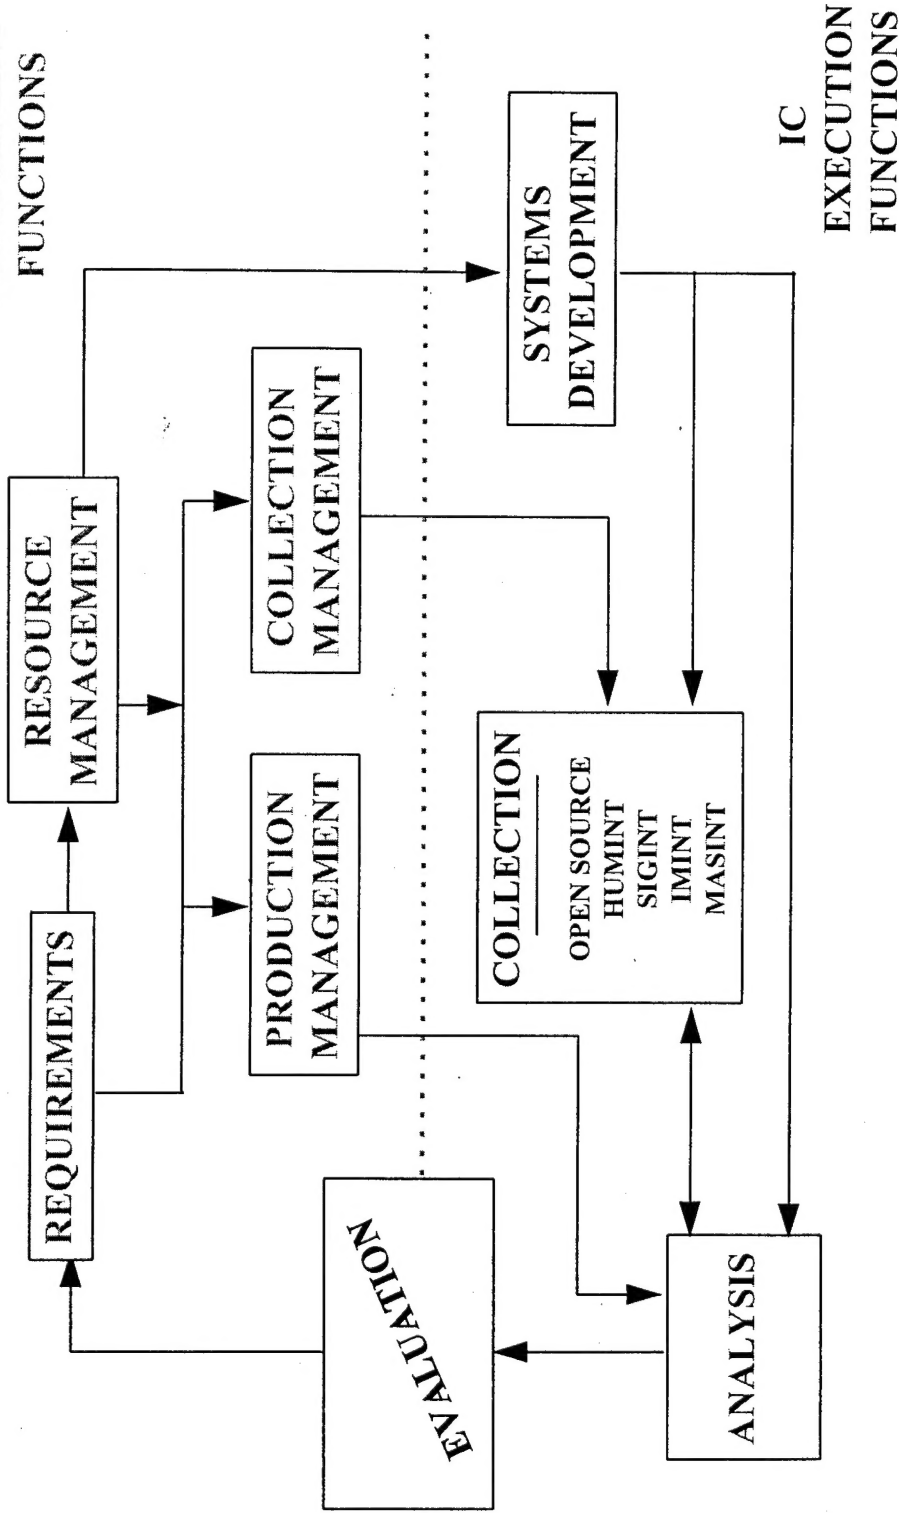 FUNCTIONS
RESOURCE
MANAGEMENT
REQUIREMENTS
PRODUCTION
MANAGEMENT
COLLECTION
MANAGEMENT
EVALUATION
COLLECTION
OPEN SOURCE
HUMINT
SIGINT
IMINT
MASINT
SYSTEMS
DEVELOPMENT
ANALYSIS
IC
EXECUTION
FUNCTIONS